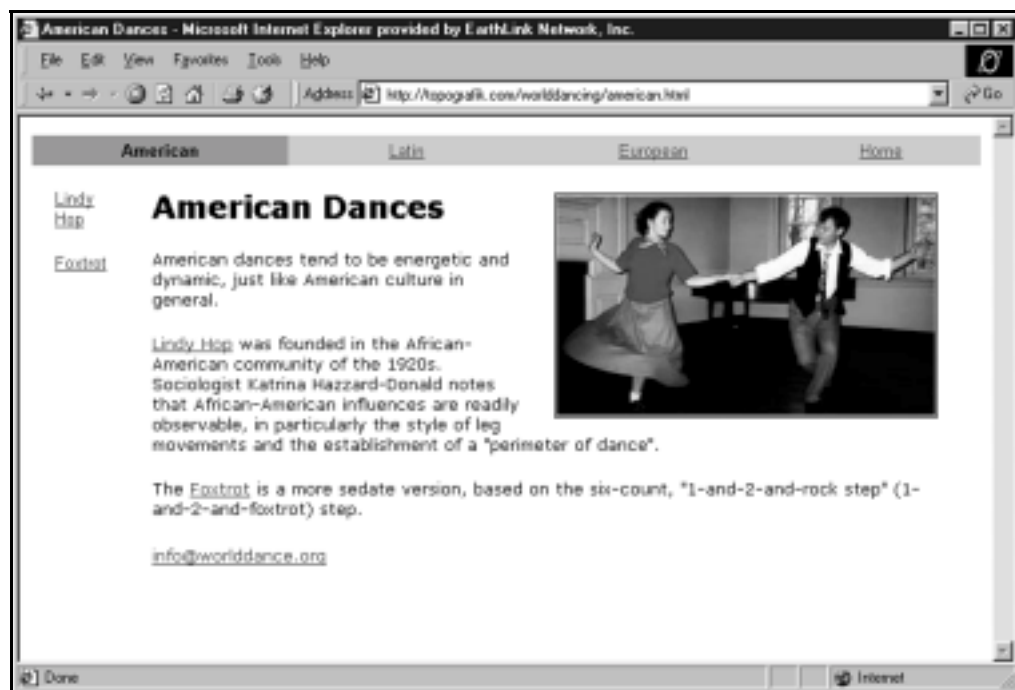 American Dances - Microsoft Internet Explorer provided by EarthLink Network, Inc.
File Edit View Favorites Tools Help
Address http://topografik.com/worlddancing/american.html Go
American Latin European Home
Lindy
Hop
Foxtrot
American Dances
American dances tend to be energetic and
dynamic, just like American culture in
general.
Lindy Hop was founded in the African-
American community of the 1920s.
Sociologist Katrina Hazzard-Donald notes
that African-American influences are readily
observable, in particularly the style of leg
movements and the establishment of a "perimeter of dance".
The Foxtrot is a more sedate version, based on the six-count, "1-and-2-and-rock step" (1-
and-2-and-foxtrot) step.
info@worlddance.org
Done Internet